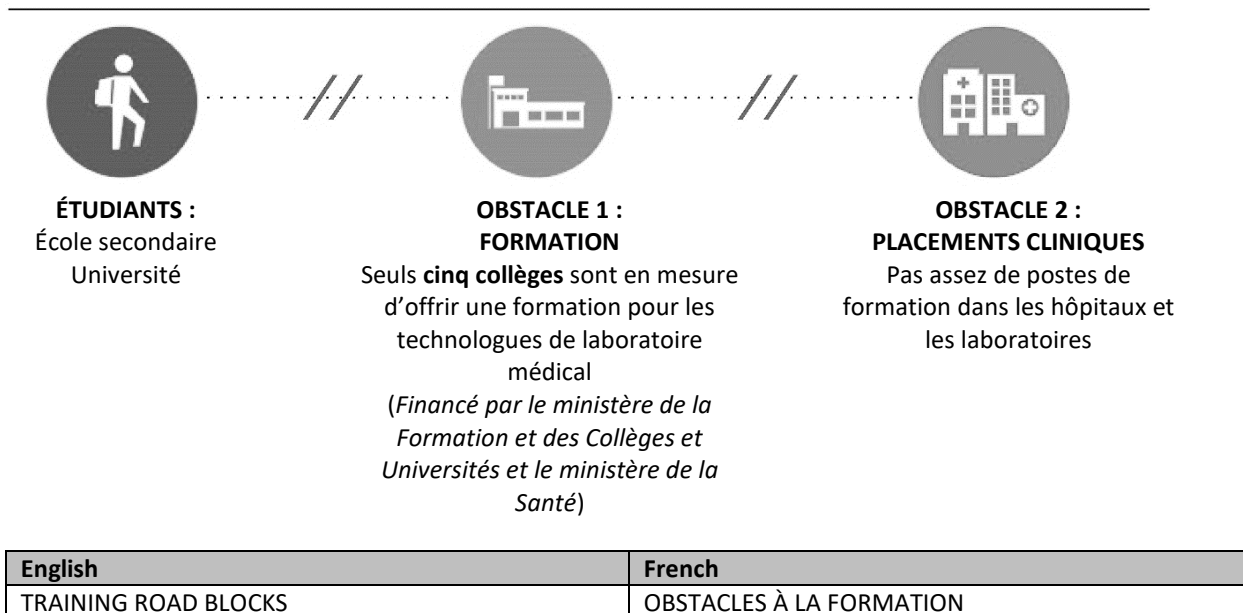 ÉTUDIANTS :
École secondaire
Université
OBSTACLE 1 :
FORMATION
Seuls cinq collèges sont en mesure
d’offrir une formation pour les
technologues de laboratoire
médical
(Financé par le ministère de la
Formation et des Collèges et
Universités et le ministère de la
Santé)
OBSTACLE 2 :
PLACEMENTS CLINIQUES
Pas assez de postes de
formation dans les hôpitaux et
les laboratoires
English French
TRAINING ROAD BLOCKS OBSTACLES À LA FORMATION